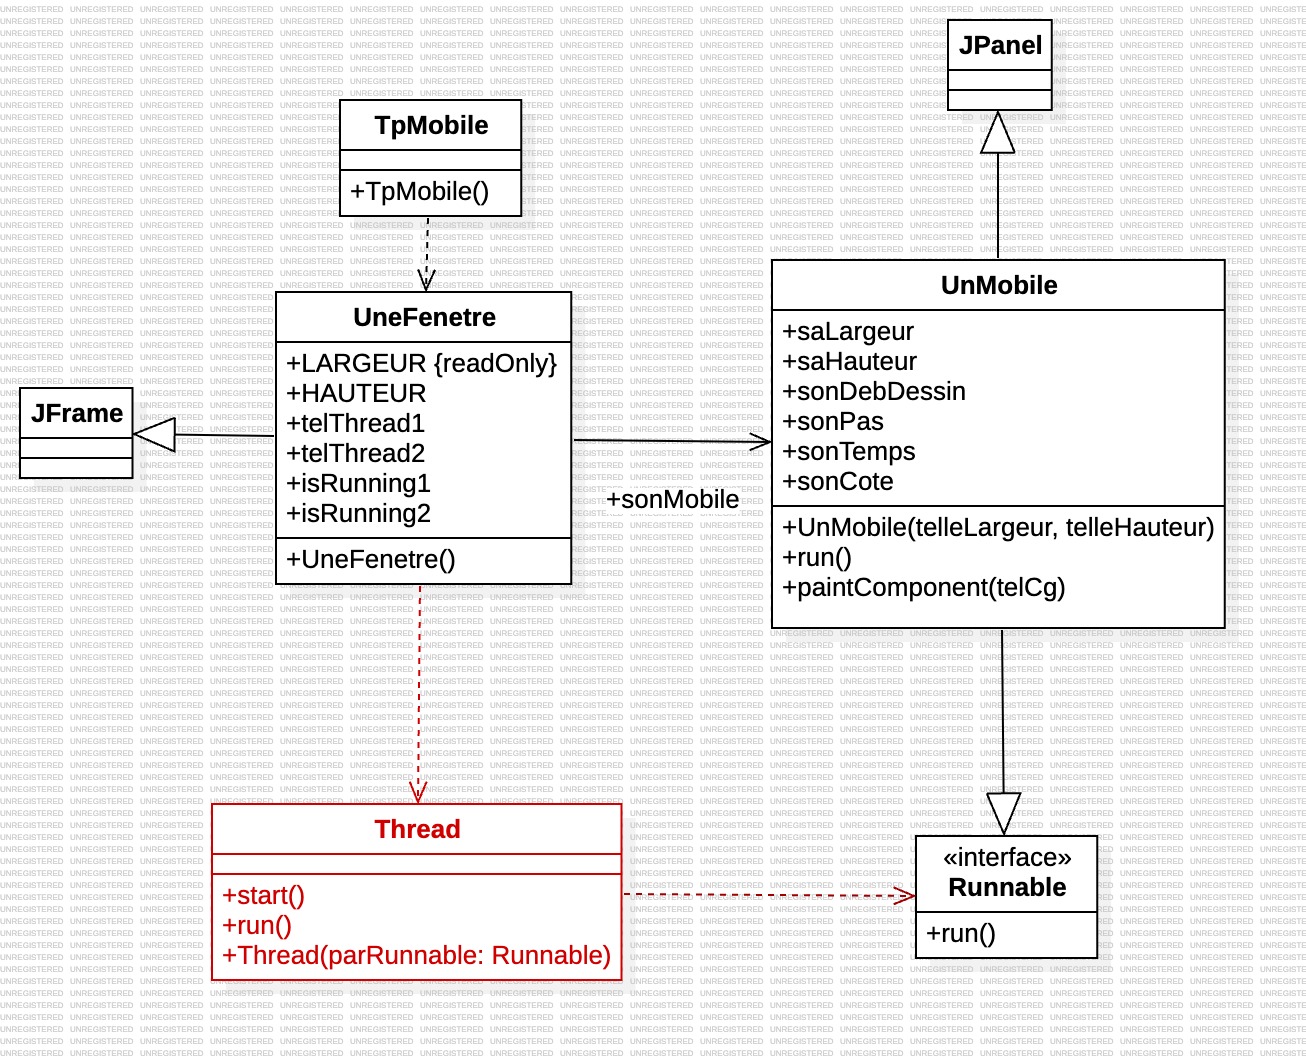 JPanel
TpMobile
+TpMobile()
UnMobile
+saLargeur
+saHauteur
+sonDebDessin
+sonPas
+sonTemps
+sonCote
+UnMobile(telleLargeur, telleHauteur)
+run()
+paintComponent(telCg)
UneFenetre
+LARGEUR {readOnly}
+HAUTEUR
+telThread1
+telThread2
+isRunning1
+isRunning2
+UneFenetre()
JFrame
+sonMobile
Thread
+start()
+run()
+Thread(parRunnable: Runnable)
«interface»
Runnable
+run()
UNREGISTERED